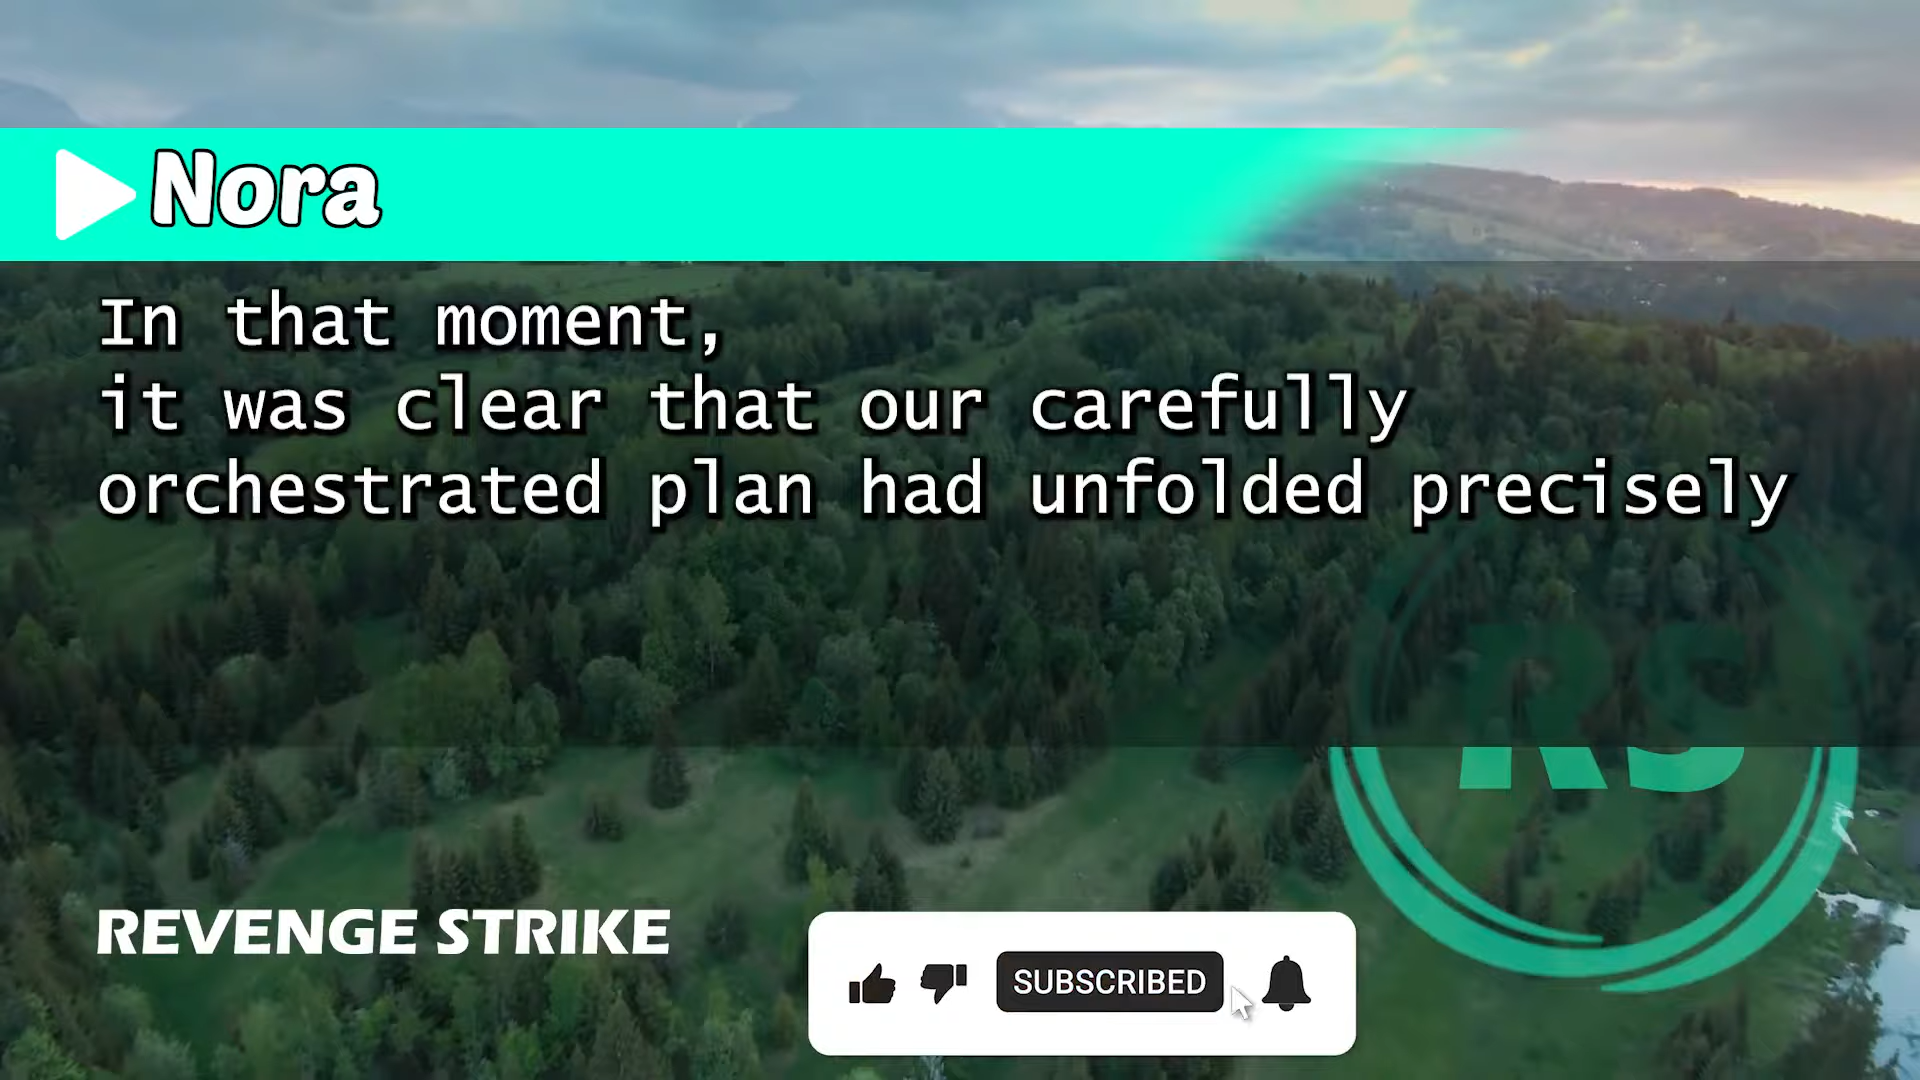 Nora
In that moment,
it was clear that our carefully
orchestrated plan had unfolded precisely
RS
REVENGE STRIKE
SUBSCRIBED